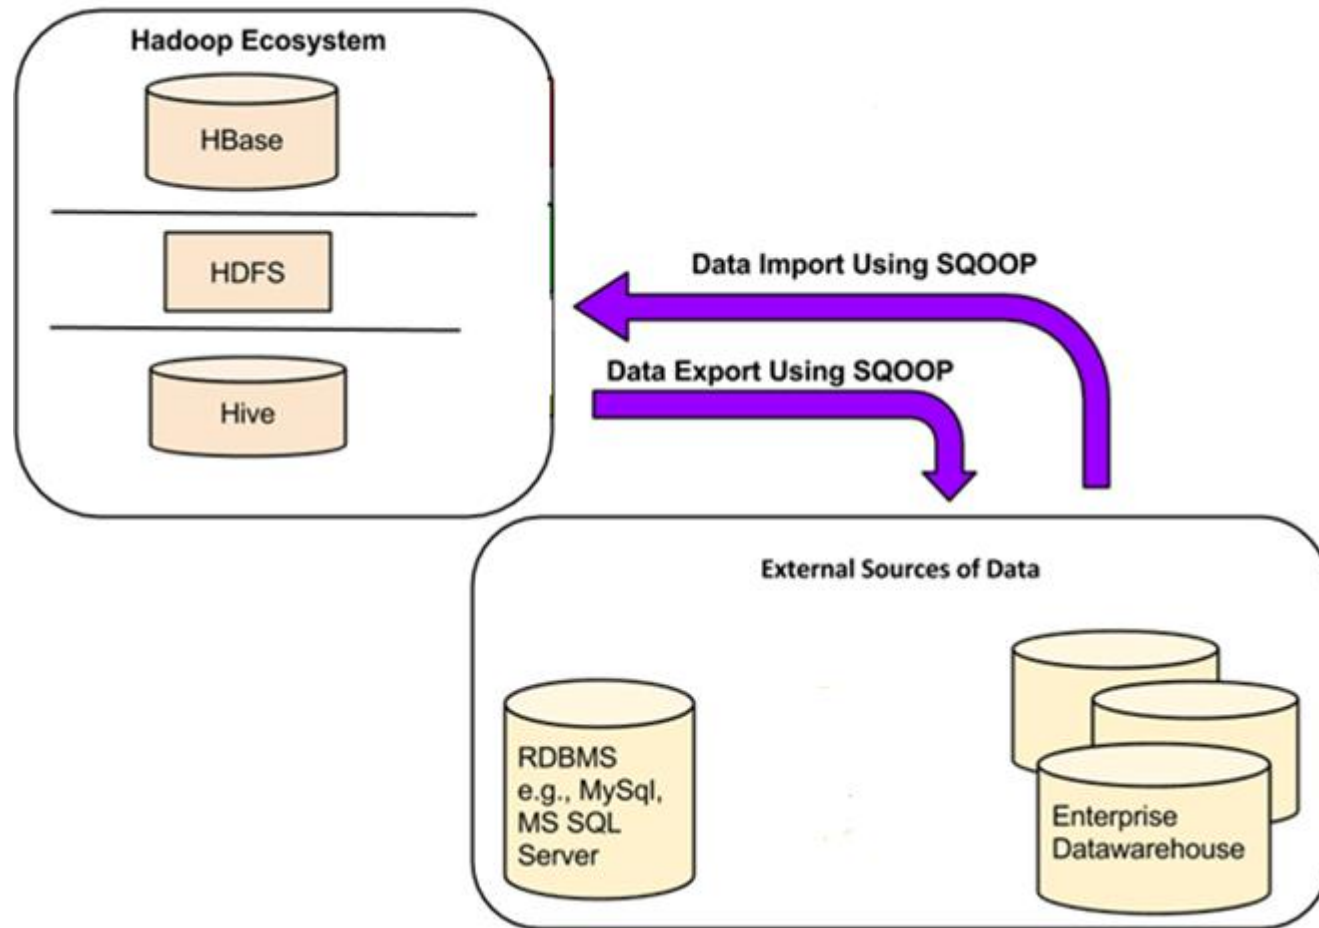 Hadoop Ecosystem
HBase
HDFS
Hive
Data Import Using SQOOP
Data Export Using SQOOP
External Sources of Data
RDBMS
e.g., MySql,
MS SQL
Server
Enterprise
Datawarehouse